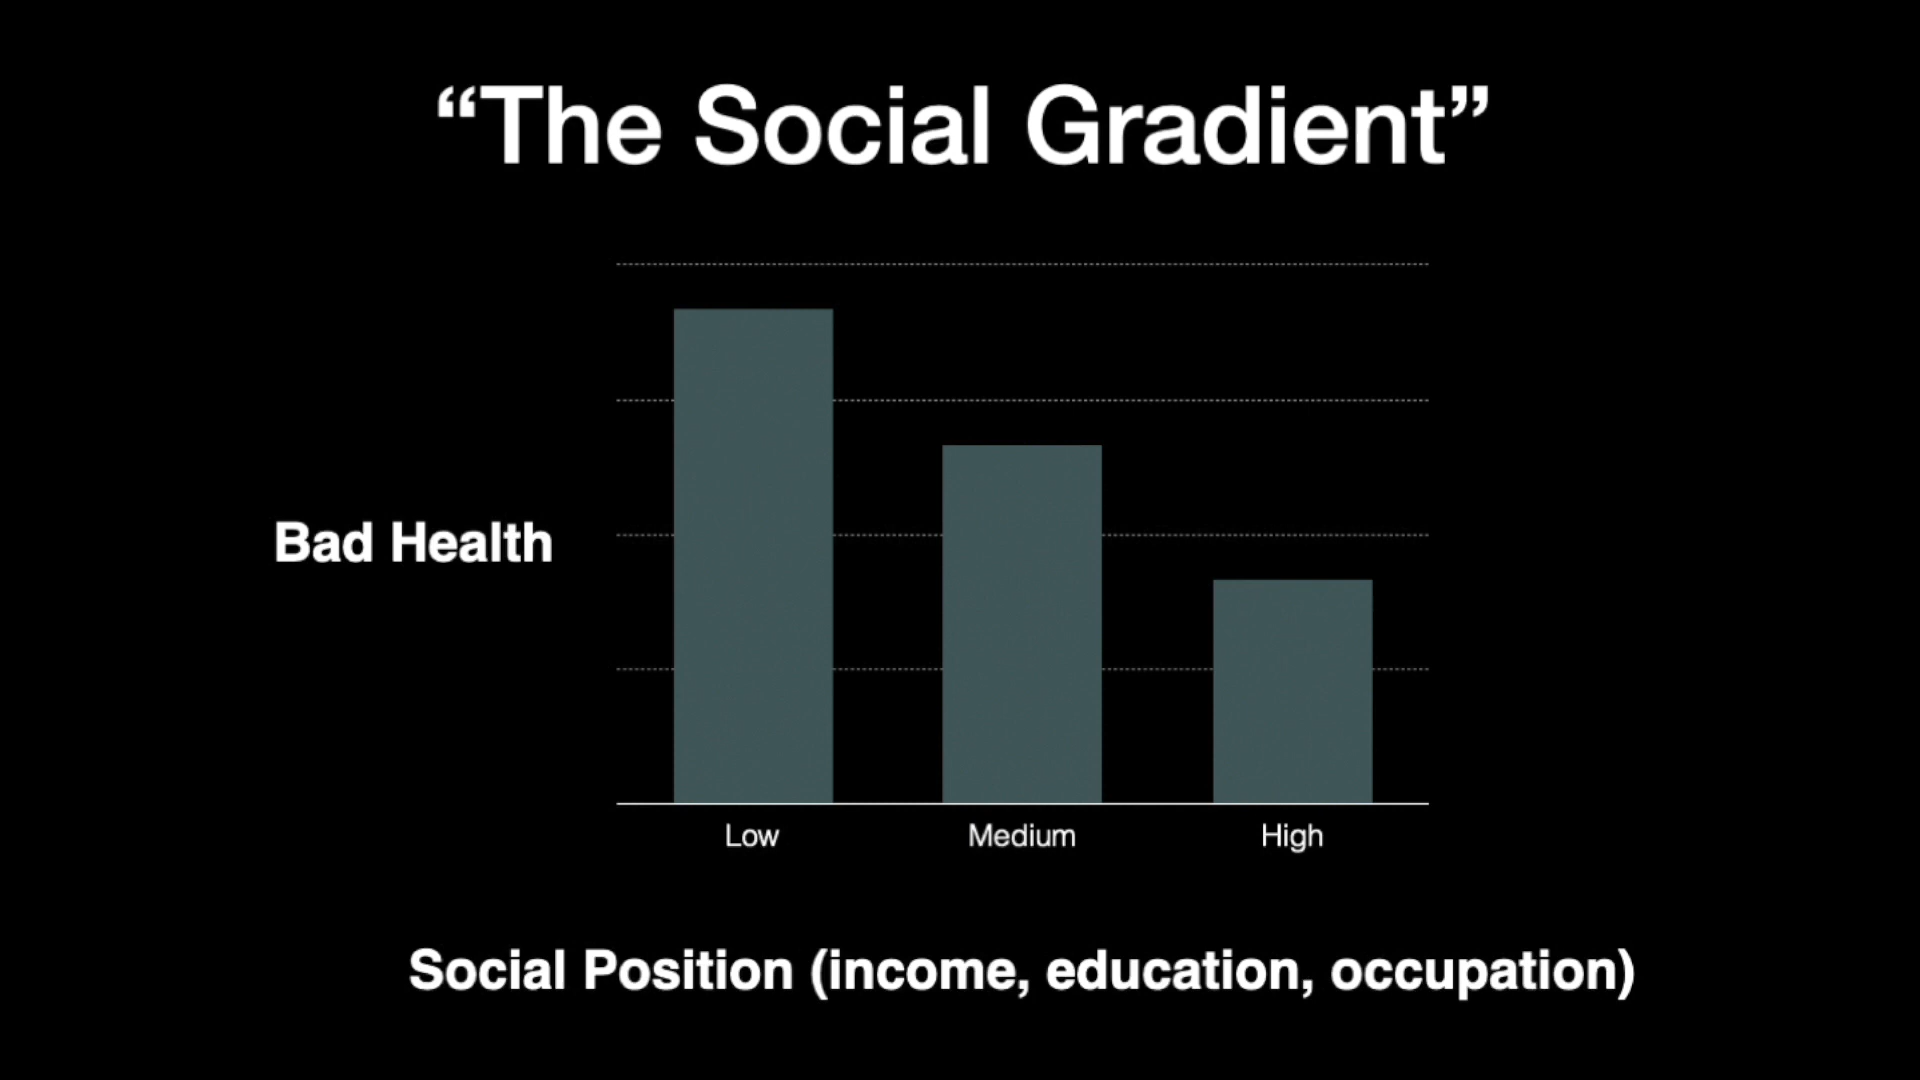 “The Social Gradient”
Bad Health
Low Medium High
Social Position (income, education, occupation)